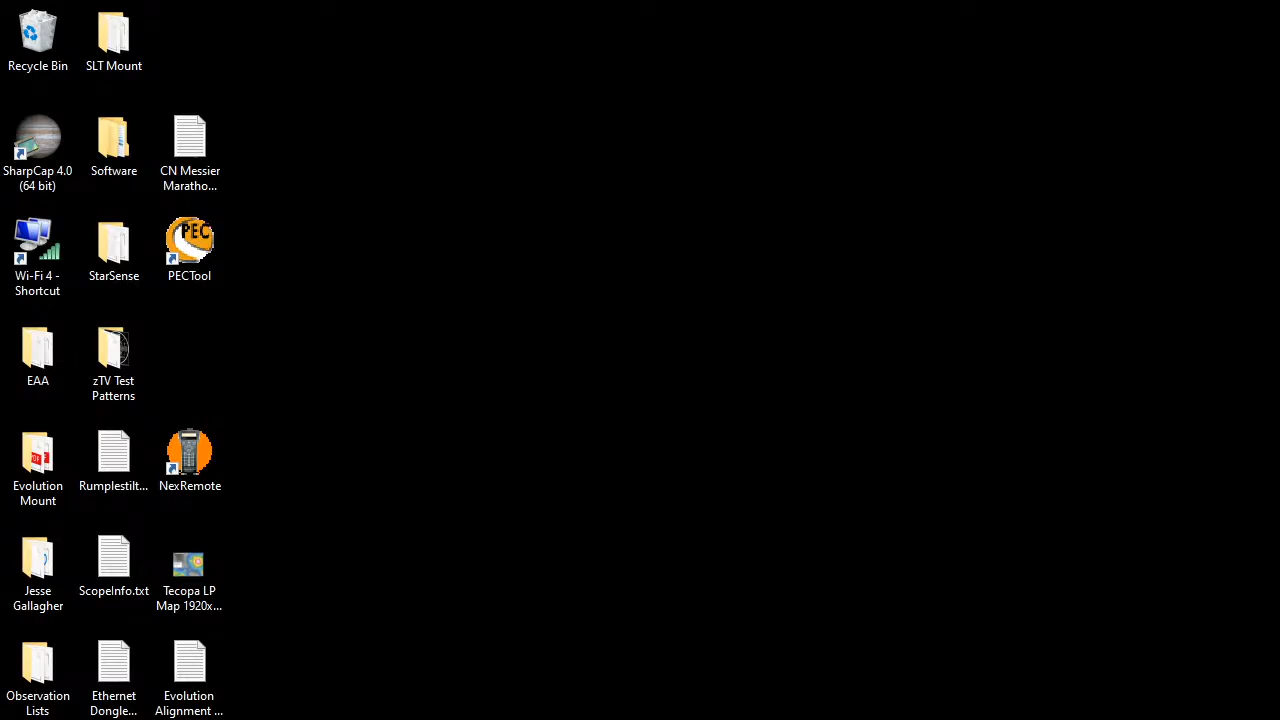 Recycle Bin
SLT Mount
SharpCap 4.0
(64 bit)
Software
CN Messier
Maratho...
PEC
Wi-Fi 4 -
Shortcut
StarSense
PECTool
EAA
zTV Test
Patterns
PDF
Evolution
Mount
Rumplestilt...
NexRemote
Jesse
Gallagher
ScopeInfo.txt
Tecopa LP
Map 1920x...
Observation
Lists
Ethernet
Dongle...
Evolution
Alignment ...